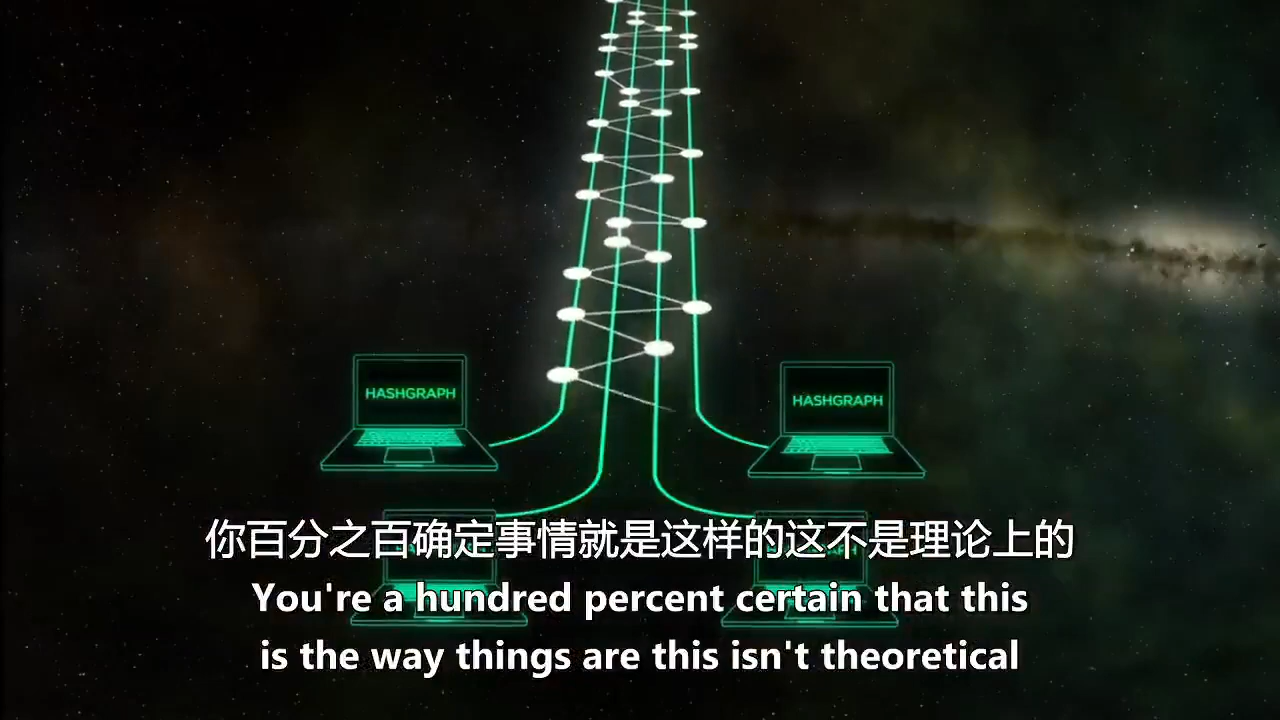 HASHGRAPH
HASHGRAPH
你百分之百确定事情就是这样的这不是理论上的
You're a hundred percent certain that this
is the way things are this isn't theoretical